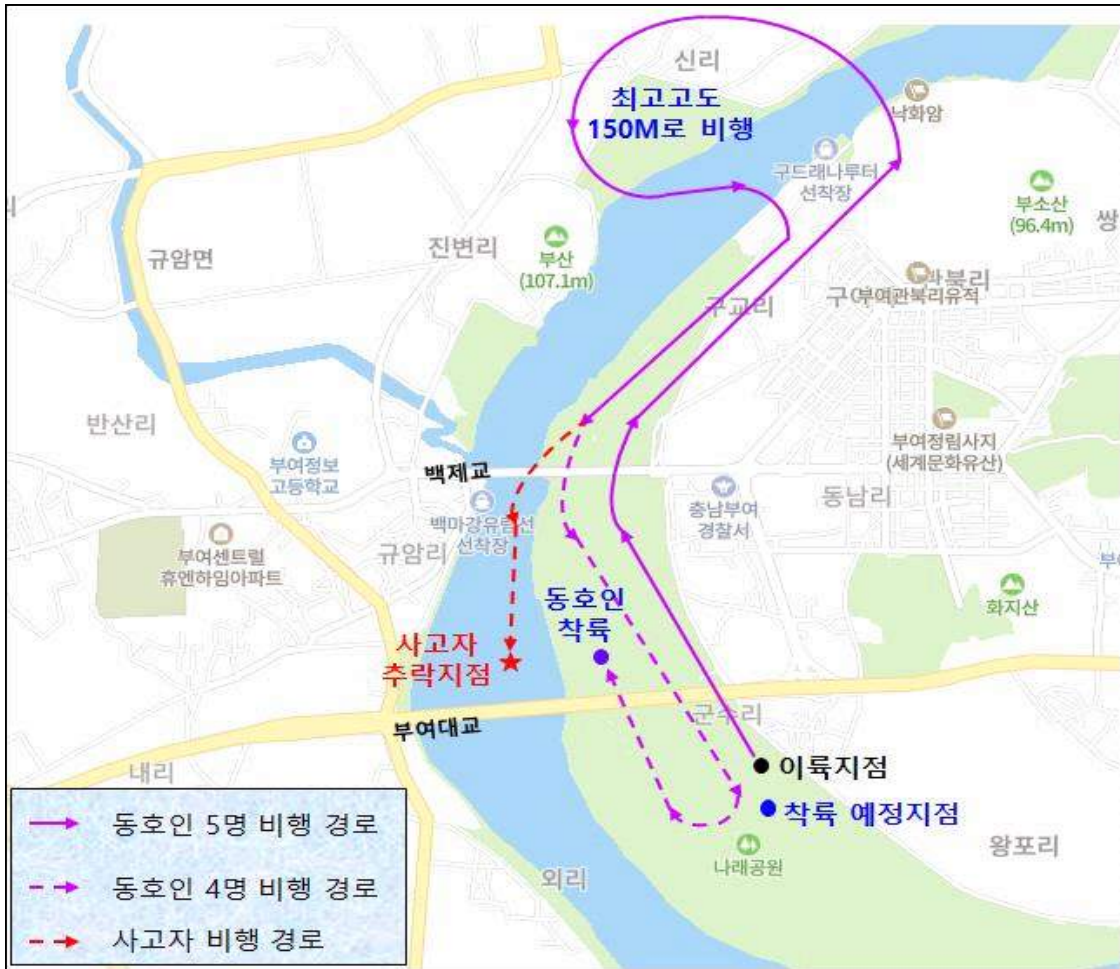 신리
최고고도
150M로 비행
낙화암
구드래나루터
선착장
부소산
(96.4m)
쌍
리
규암면
진변리
부산
(107.1m)
관북리
부여관북리유적
구교리
반산리
부여정보
고등학교
백제교
부여정림사지
(세계문화유산)
백마강유람선
선착장
충남부여
경찰서
동남리
부여센트럴
휴엔하임아파트
규암리
부여
동호인
착륙
화지산
사고자
추락지점
군수리
부여대교
내리
이륙지점
착륙 예정지점
나래공원
왕포리
외리
동호인 5명 비행 경로
동호인 4명 비행 경로
사고자 비행 경로